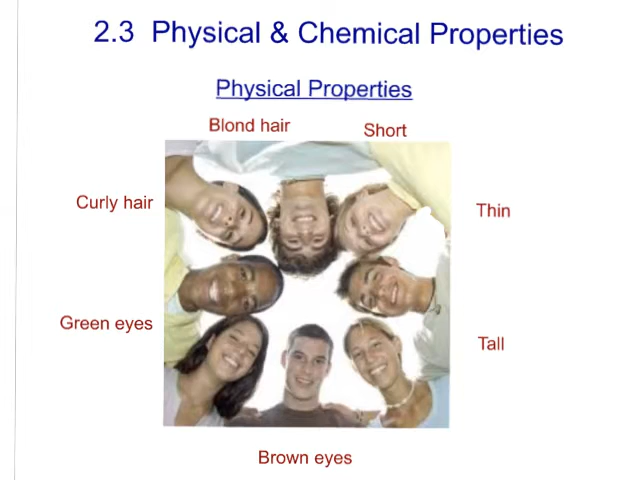 2.3 Physical & Chemical Properties
Physical Properties
Blond hair
Short
Curly hair
Thin
Green eyes
Tall
Brown eyes